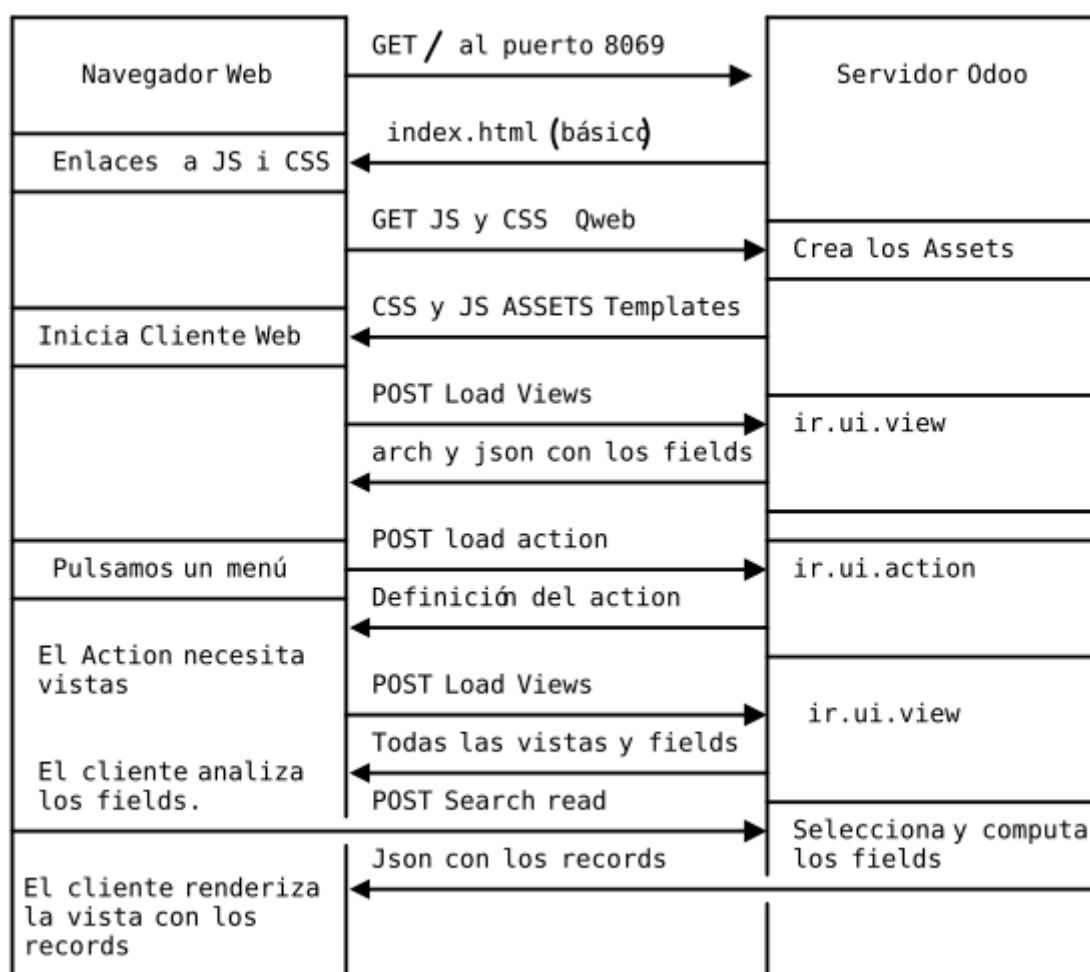 GET / al puerto 8069
Navegador Web
Servidor Odoo
index.html (básico)
Enlaces a JS i CSS
GET JS y CSS Qweb
Crea los Assets
CSS y JS ASSETS Templates
Inicia Cliente Web
POST Load Views
ir.ui.view
arch y json con los fields
POST load action
Pulsamos un menú
ir.ui.action
Definición del action
El Action necesita
vistas
POST Load Views
ir.ui.view
Todas las vistas y fields
El cliente analiza
los fields.
POST Search read
Selecciona y computa
los fields
Json con los records
El cliente renderiza
la vista con los
records